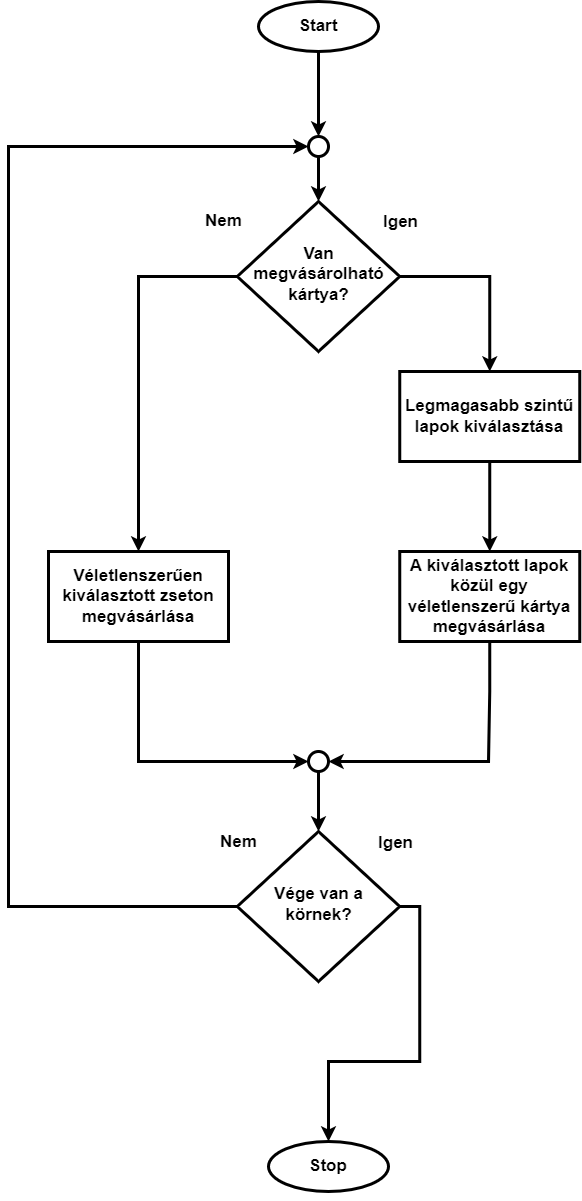 Start
Nem
Igen
Van
megvásárolható
kártya?
Legmagasabb szintű
lapok kiválasztása
Véletlenszerűen
kiválasztott zseton
megvásárlása
A kiválasztott lapok
közül egy
véletlenszerű kártya
megvásárlása
Nem
Igen
Vége van a
körnek?
Stop